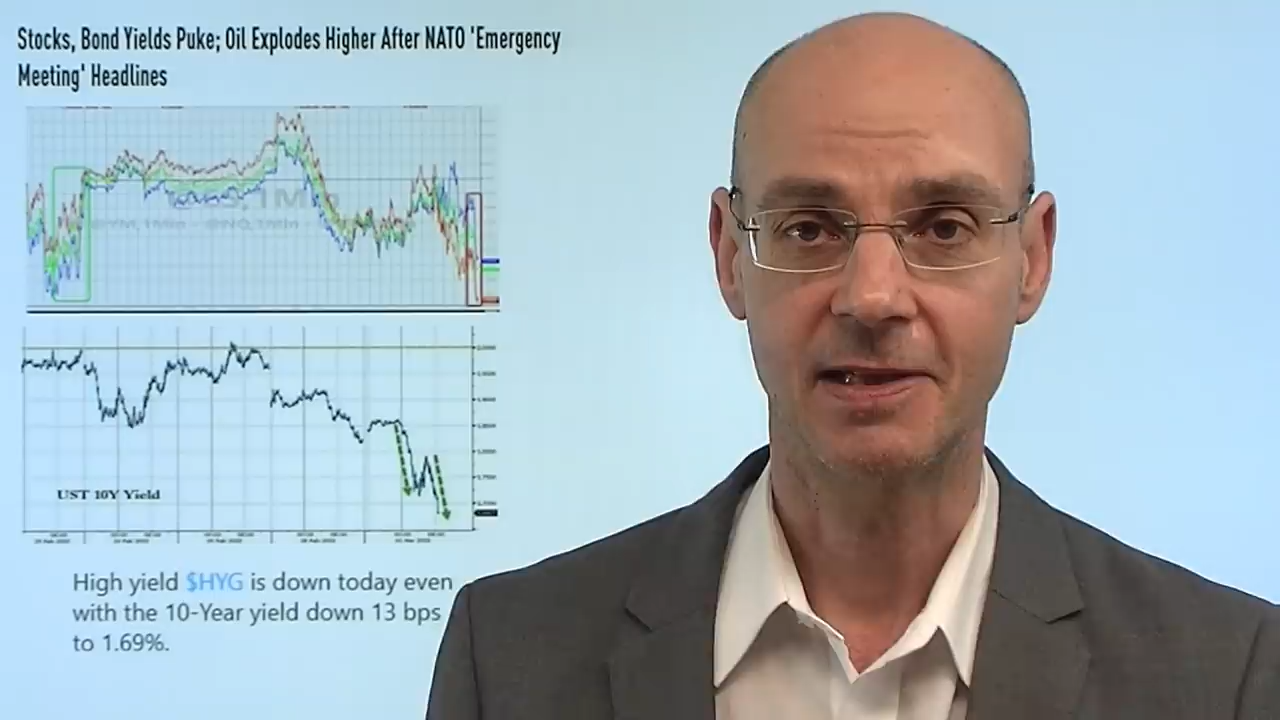 Stocks, Bond Yields Puke; Oil Explodes Higher After NATO 'Emergency
Meeting' Headlines
UST 10Y Yield
High yield $HYG is down today even
with the 10-Year yield down 13 bps
to 1.69%.